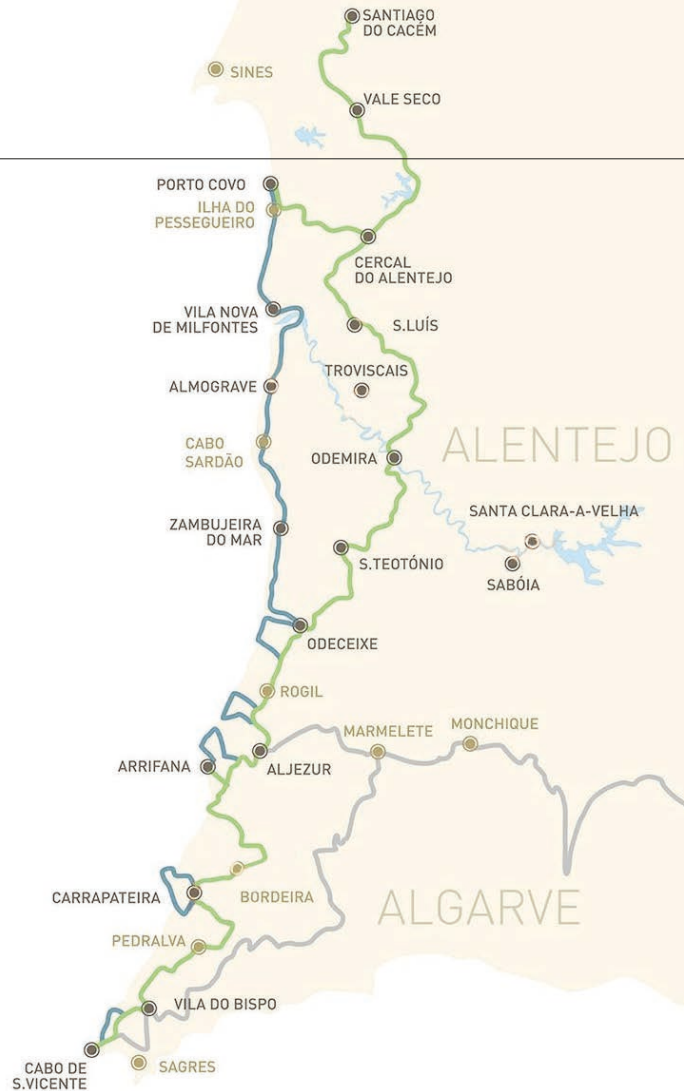 SANTIAGO
DO CACÉM
SINES
VALE SECO
PORTO COVO
ILHA DO
PESSEGUEIRO
CERCAL
DO ALENTEJO
VILA NOVA
DE MILFONTES
S.LUÍS
TROVISCAIS
ALMOGRAVE
CABO
SARDÃO
ODEMIRA
ALENTEJO
ZAMBUJEIRA
DO MAR
SANTA CLARA-A-VELHA
S.TEOTÓNIO
SABÓIA
ODECEIXE
ROGIL
MARMELETE
MONCHIQUE
ARRIFANA
ALJEZUR
CARRAPATEIRA
BORDEIRA
ALGARVE
PEDRALVA
VILA DO BISPO
CABO DE
S.VICENTE
SAGRES